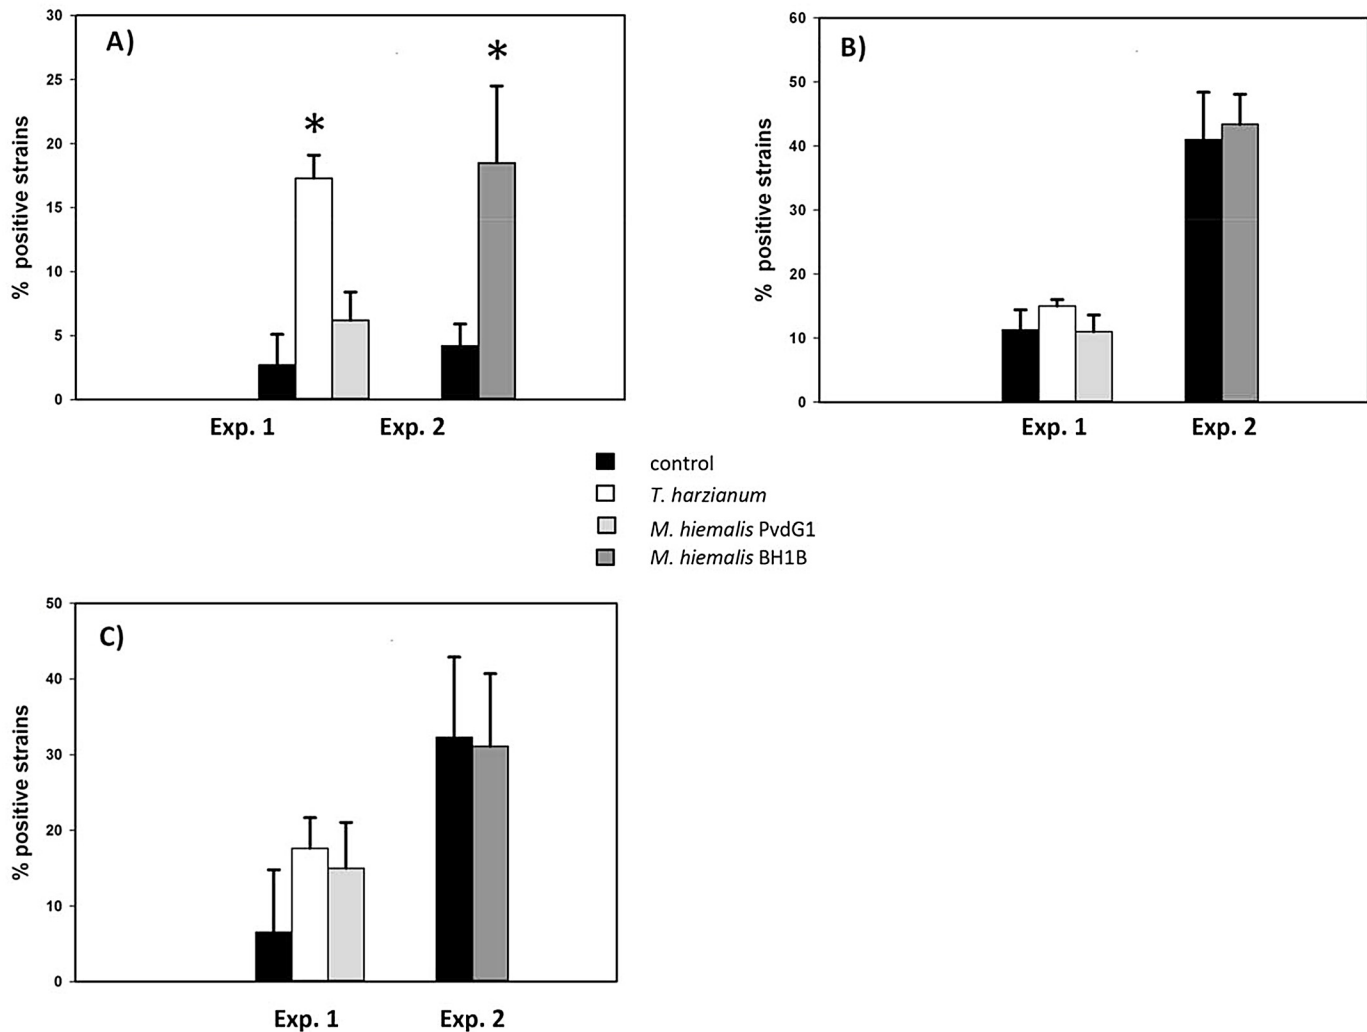 A)
% positive strains
30
25
20
15
10
5
0
*
*
Exp. 1 Exp. 2
B)
% positive strains
60
50
40
30
20
10
0
Exp. 1 Exp. 2
control
T. harzianum
M. hiemalis PvdG1
M. hiemalis BH1B
C)
% positive strains
50
40
30
20
10
0
Exp. 1 Exp. 2